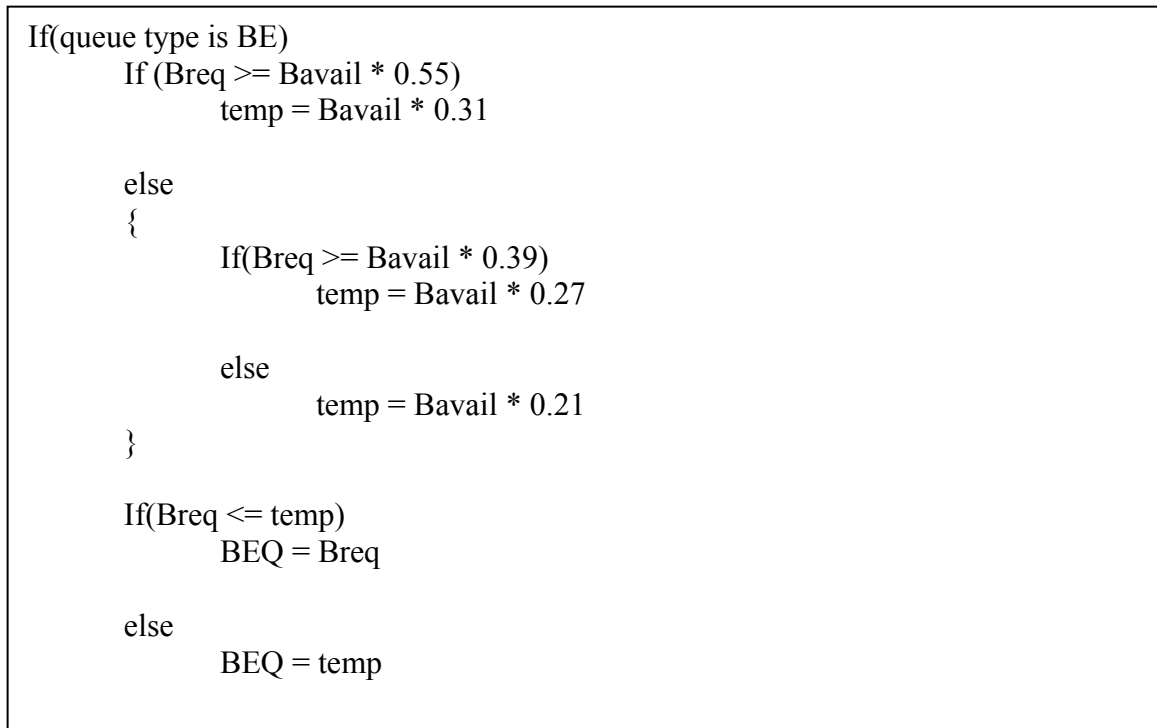 If(queue type is BE)
If (Breq >= Bavail * 0.55)
temp = Bavail * 0.31
else
{
If(Breq >= Bavail * 0.39)
temp = Bavail * 0.27
else
temp = Bavail * 0.21
}
If(Breq <= temp)
BEQ = Breq
else
BEQ = temp